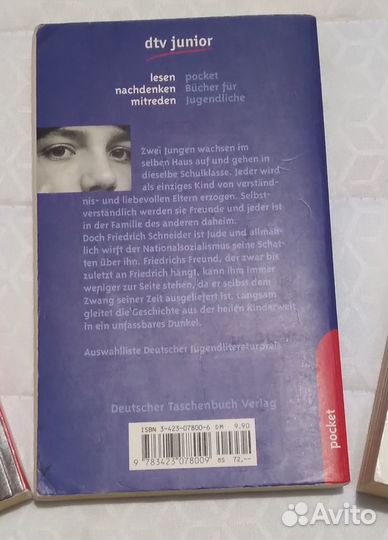 dtv junior
lesen pocket
nachdenken Bücher für
mitreden Jugendliche
Zwei Jungen wachsen im
selben Haus auf und gehen in
dieselbe Schulklasse. Jeder wird
als einziges Kind von verständ-
nis- und liebevollen Eltern erzogen. Selbst-
verständlich werden sie Freunde und jeder ist
in der Familie des anderen daheim.
Doch Friedrich Schneider ist Jude und allmäh-
lich wirft der Nationalsozialismus seine Schat-
ten über ihn. Friedrichs Freund, der zwar bis
zuletzt an Friedrich hängt, kann ihm immer
weniger zur Seite stehen, da er selbst dem
Zwang seiner Zeit ausgeliefert ist. Langsam
gleitet die Geschichte aus der heilen Kinderwelt
in ein unfassbares Dunkel.
Auswahlliste Deutscher Jugendliteraturpreis
Deutscher Taschenbuch Verlag
ISBN 3-423-07800-6 DM 9.90
9 783423 078009 öS 72,--
pocket
Avito